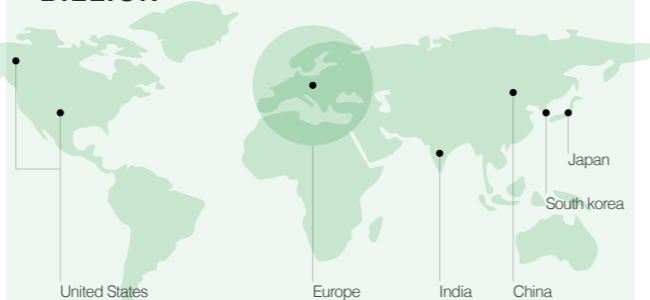 Japan
South korea
United States
Europe
India
China